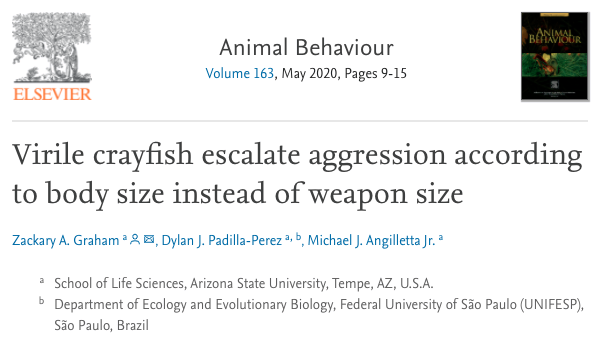 ELSEVIER
Animal Behaviour
Volume 163, May 2020, Pages 9-15
ANIMAL
BEHAVIOUR
Virile crayfish escalate aggression according
to body size instead of weapon size
Zackary A. Graham ᵃ, Dylan J. Padilla-Perez ᵃ, ᵇ, Michael J. Angilletta Jr. ᵃ
ᵃ School of Life Sciences, Arizona State University, Tempe, AZ, U.S.A.
ᵇ Department of Ecology and Evolutionary Biology, Federal University of São Paulo (UNIFESP),
São Paulo, Brazil